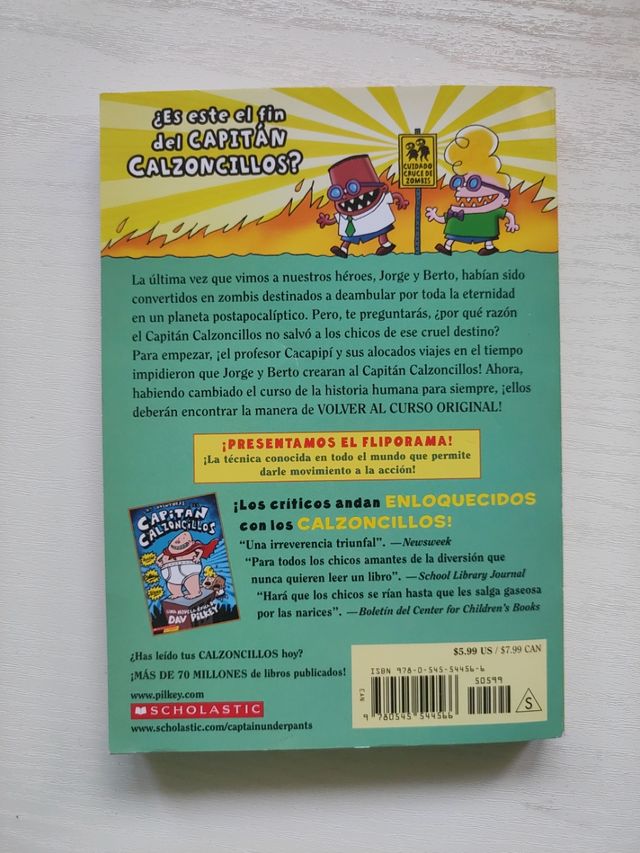 ¿Es este el fin
del CAPITÁN
CALZONCILLOS?
CUIDADO
CRUCE DE
ZOMBIS
La última vez que vimos a nuestros héroes, Jorge y Berto, habían sido
convertidos en zombis destinados a deambular por toda la eternidad
en un planeta postapocalíptico. Pero, te preguntarás, ¿por qué razón
el Capitán Calzoncillos no salvó a los chicos de ese cruel destino?
Para empezar, ¡el profesor Cacapipí y sus alocados viajes en el tiempo
impidieron que Jorge y Berto crearan al Capitán Calzoncillos! Ahora,
habiendo cambiado el curso de la historia humana para siempre, ¡ellos
deberán encontrar la manera de VOLVER AL CURSO ORIGINAL!
¡PRESENTAMOS EL FLIPORAMA!
¡La técnica conocida en todo el mundo que permite
darle movimiento a la acción!
¡Los críticos andan ENLOQUECIDOS
con los CALZONCILLOS!
"Una irreverencia triunfal". —Newsweek
"Para todos los chicos amantes de la diversión que
nunca quieren leer un libro". —School Library Journal
"Hará que los chicos se rían hasta que les salga gaseosa
por las narices". —Boletín del Center for Children's Books
CAPITÁN
CALZONCILLOS
UNA NOVELA
DAV PILKEY
¿Has leído tus CALZONCILLOS hoy?
¡MÁS DE 70 MILLONES de libros publicados!
www.pilkey.com
SCHOLASTIC
www.scholastic.com/captainunderpants
$5.99 US / $7.99 CAN
ISBN 978-0-545-54456-6
50599
CAN
9 780545 544566
S